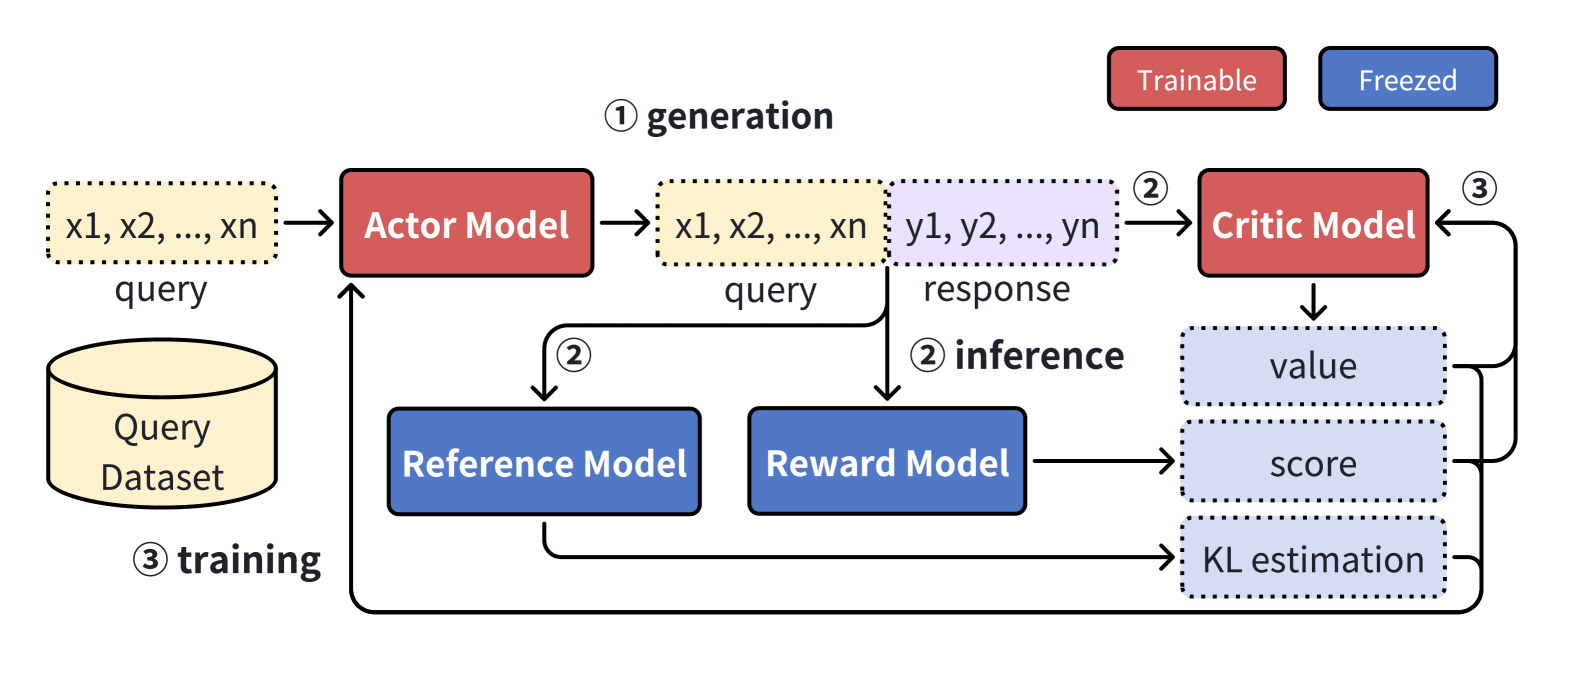 Trainable
Freezed
① generation
x1, x2, ..., xn
query
Actor Model
x1, x2, ..., xn
query
y1, y2, ..., yn
response
②
Critic Model
③
②
② inference
value
Query
Dataset
Reference Model
Reward Model
score
③ training
KL estimation